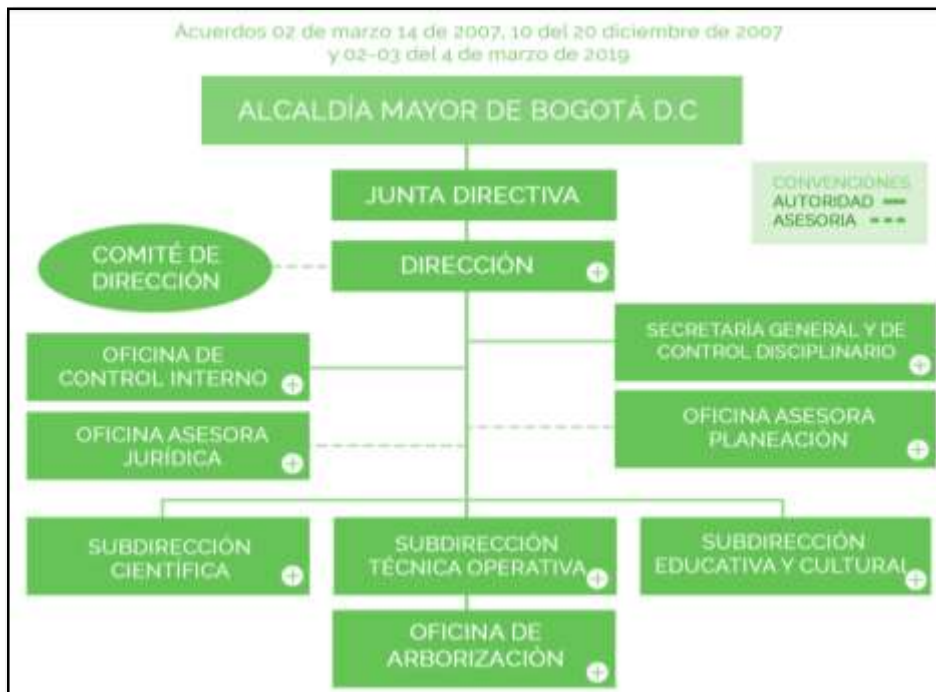 Acuerdos 02 de marzo 14 de 2007, 10 del 20 diciembre de 2007
y 02-03 del 4 de marzo de 2019
ALCALDÍA MAYOR DE BOGOTÁ D.C
JUNTA DIRECTIVA
CONVENCIONES
AUTORIDAD
ASESORIA
COMITÉ DE
DIRECCIÓN
DIRECCIÓN
SECRETARÍA GENERAL Y DE
CONTROL DISCIPLINARIO
OFICINA DE
CONTROL INTERNO
OFICINA ASESORA
PLANEACIÓN
OFICINA ASESORA
JURÍDICA
SUBDIRECCIÓN
CIENTÍFICA
SUBDIRECCIÓN
TÉCNICA OPERATIVA
SUBDIRECCIÓN
EDUCATIVA Y CULTURAL
OFICINA DE
ARBORIZACIÓN